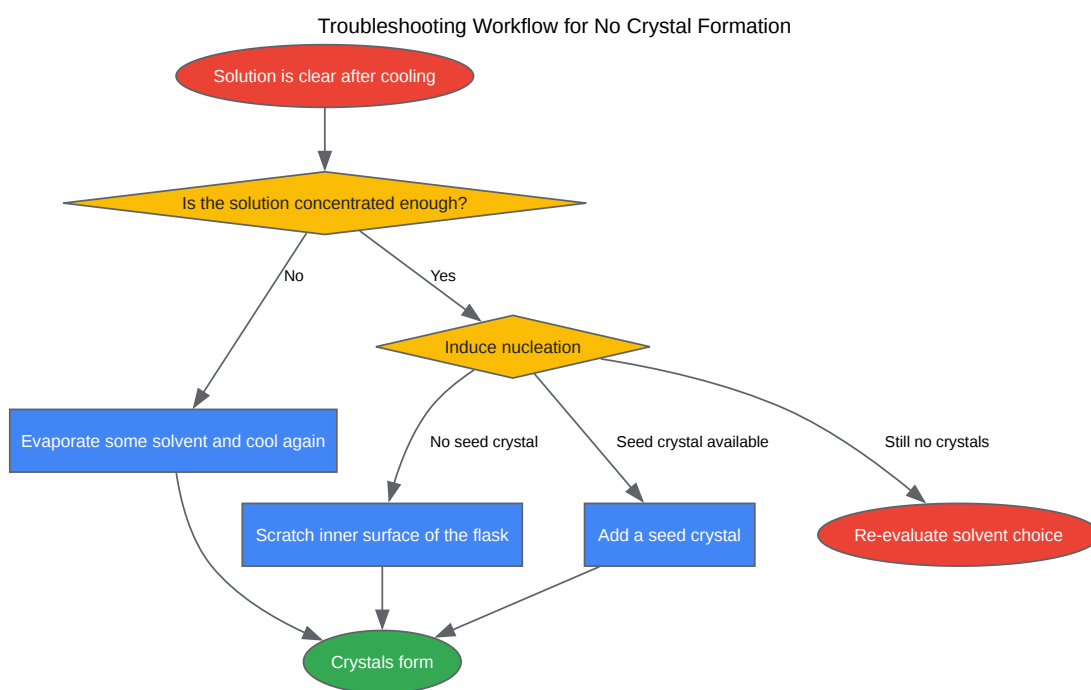 Troubleshooting Workflow for No Crystal Formation
Solution is clear after cooling
Is the solution concentrated enough?
No
Yes
Induce nucleation
Evaporate some solvent and cool again
No seed crystal
Seed crystal available
Still no crystals
Scratch inner surface of the flask
Add a seed crystal
Re-evaluate solvent choice
Crystals form